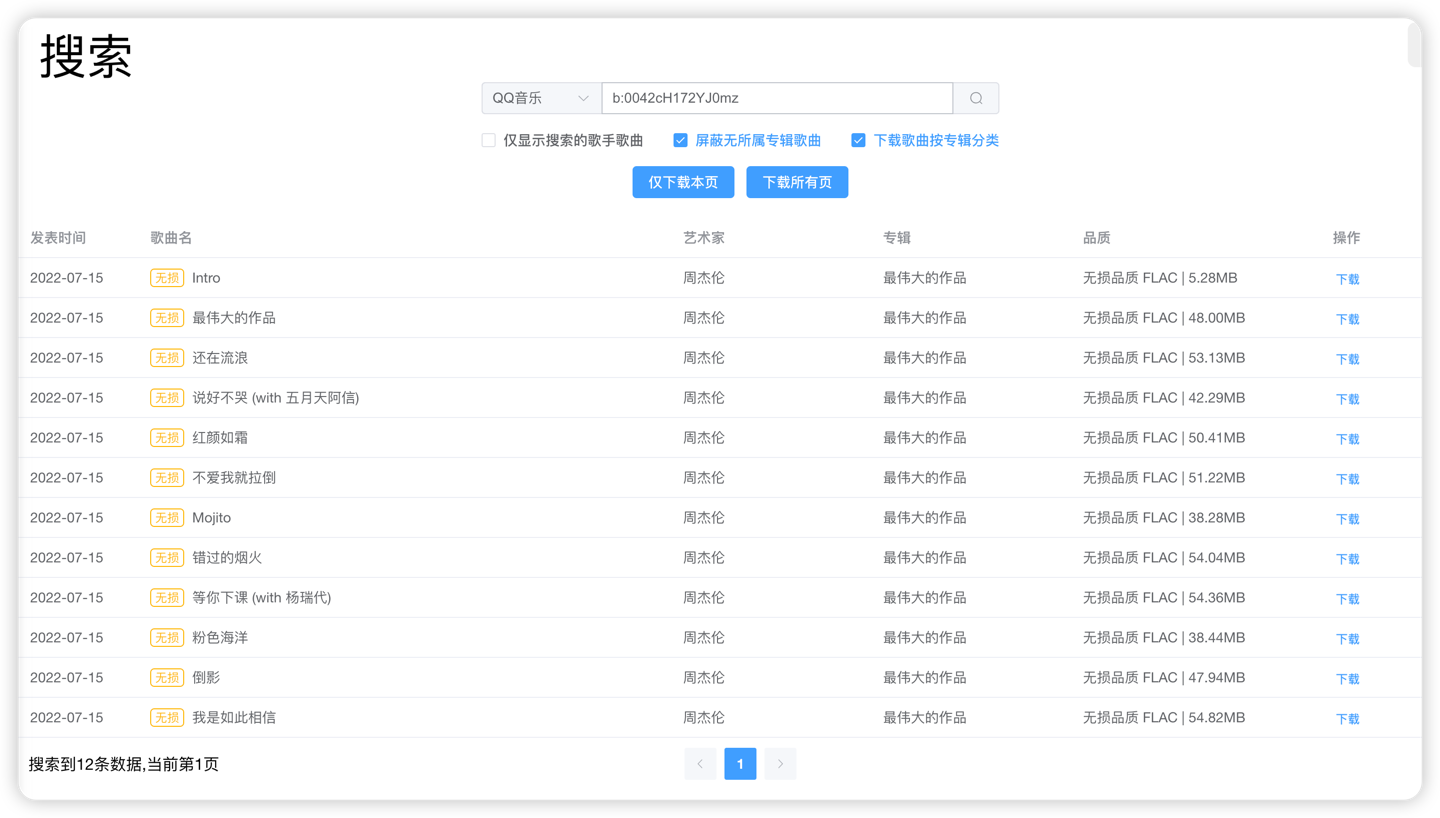 搜索
QQ音乐 b:0042cH172YJ0mz
仅显示搜索的歌手歌曲 屏蔽无所属专辑歌曲 下载歌曲按专辑分类
仅下载本页 下载所有页
发表时间 歌曲名 艺术家 专辑 品质 操作
2022-07-15 无损 Intro 周杰伦 最伟大的作品 无损品质 FLAC | 5.28MB 下载
2022-07-15 无损 最伟大的作品 周杰伦 最伟大的作品 无损品质 FLAC | 48.00MB 下载
2022-07-15 无损 还在流浪 周杰伦 最伟大的作品 无损品质 FLAC | 53.13MB 下载
2022-07-15 无损 说好不哭 (with 五月天阿信) 周杰伦 最伟大的作品 无损品质 FLAC | 42.29MB 下载
2022-07-15 无损 红颜如霜 周杰伦 最伟大的作品 无损品质 FLAC | 50.41MB 下载
2022-07-15 无损 不爱我就拉倒 周杰伦 最伟大的作品 无损品质 FLAC | 51.22MB 下载
2022-07-15 无损 Mojito 周杰伦 最伟大的作品 无损品质 FLAC | 38.28MB 下载
2022-07-15 无损 错过的烟火 周杰伦 最伟大的作品 无损品质 FLAC | 54.04MB 下载
2022-07-15 无损 等你下课 (with 杨瑞代) 周杰伦 最伟大的作品 无损品质 FLAC | 54.36MB 下载
2022-07-15 无损 粉色海洋 周杰伦 最伟大的作品 无损品质 FLAC | 38.44MB 下载
2022-07-15 无损 倒影 周杰伦 最伟大的作品 无损品质 FLAC | 47.94MB 下载
2022-07-15 无损 我是如此相信 周杰伦 最伟大的作品 无损品质 FLAC | 54.82MB 下载
搜索到12条数据,当前第1页 1